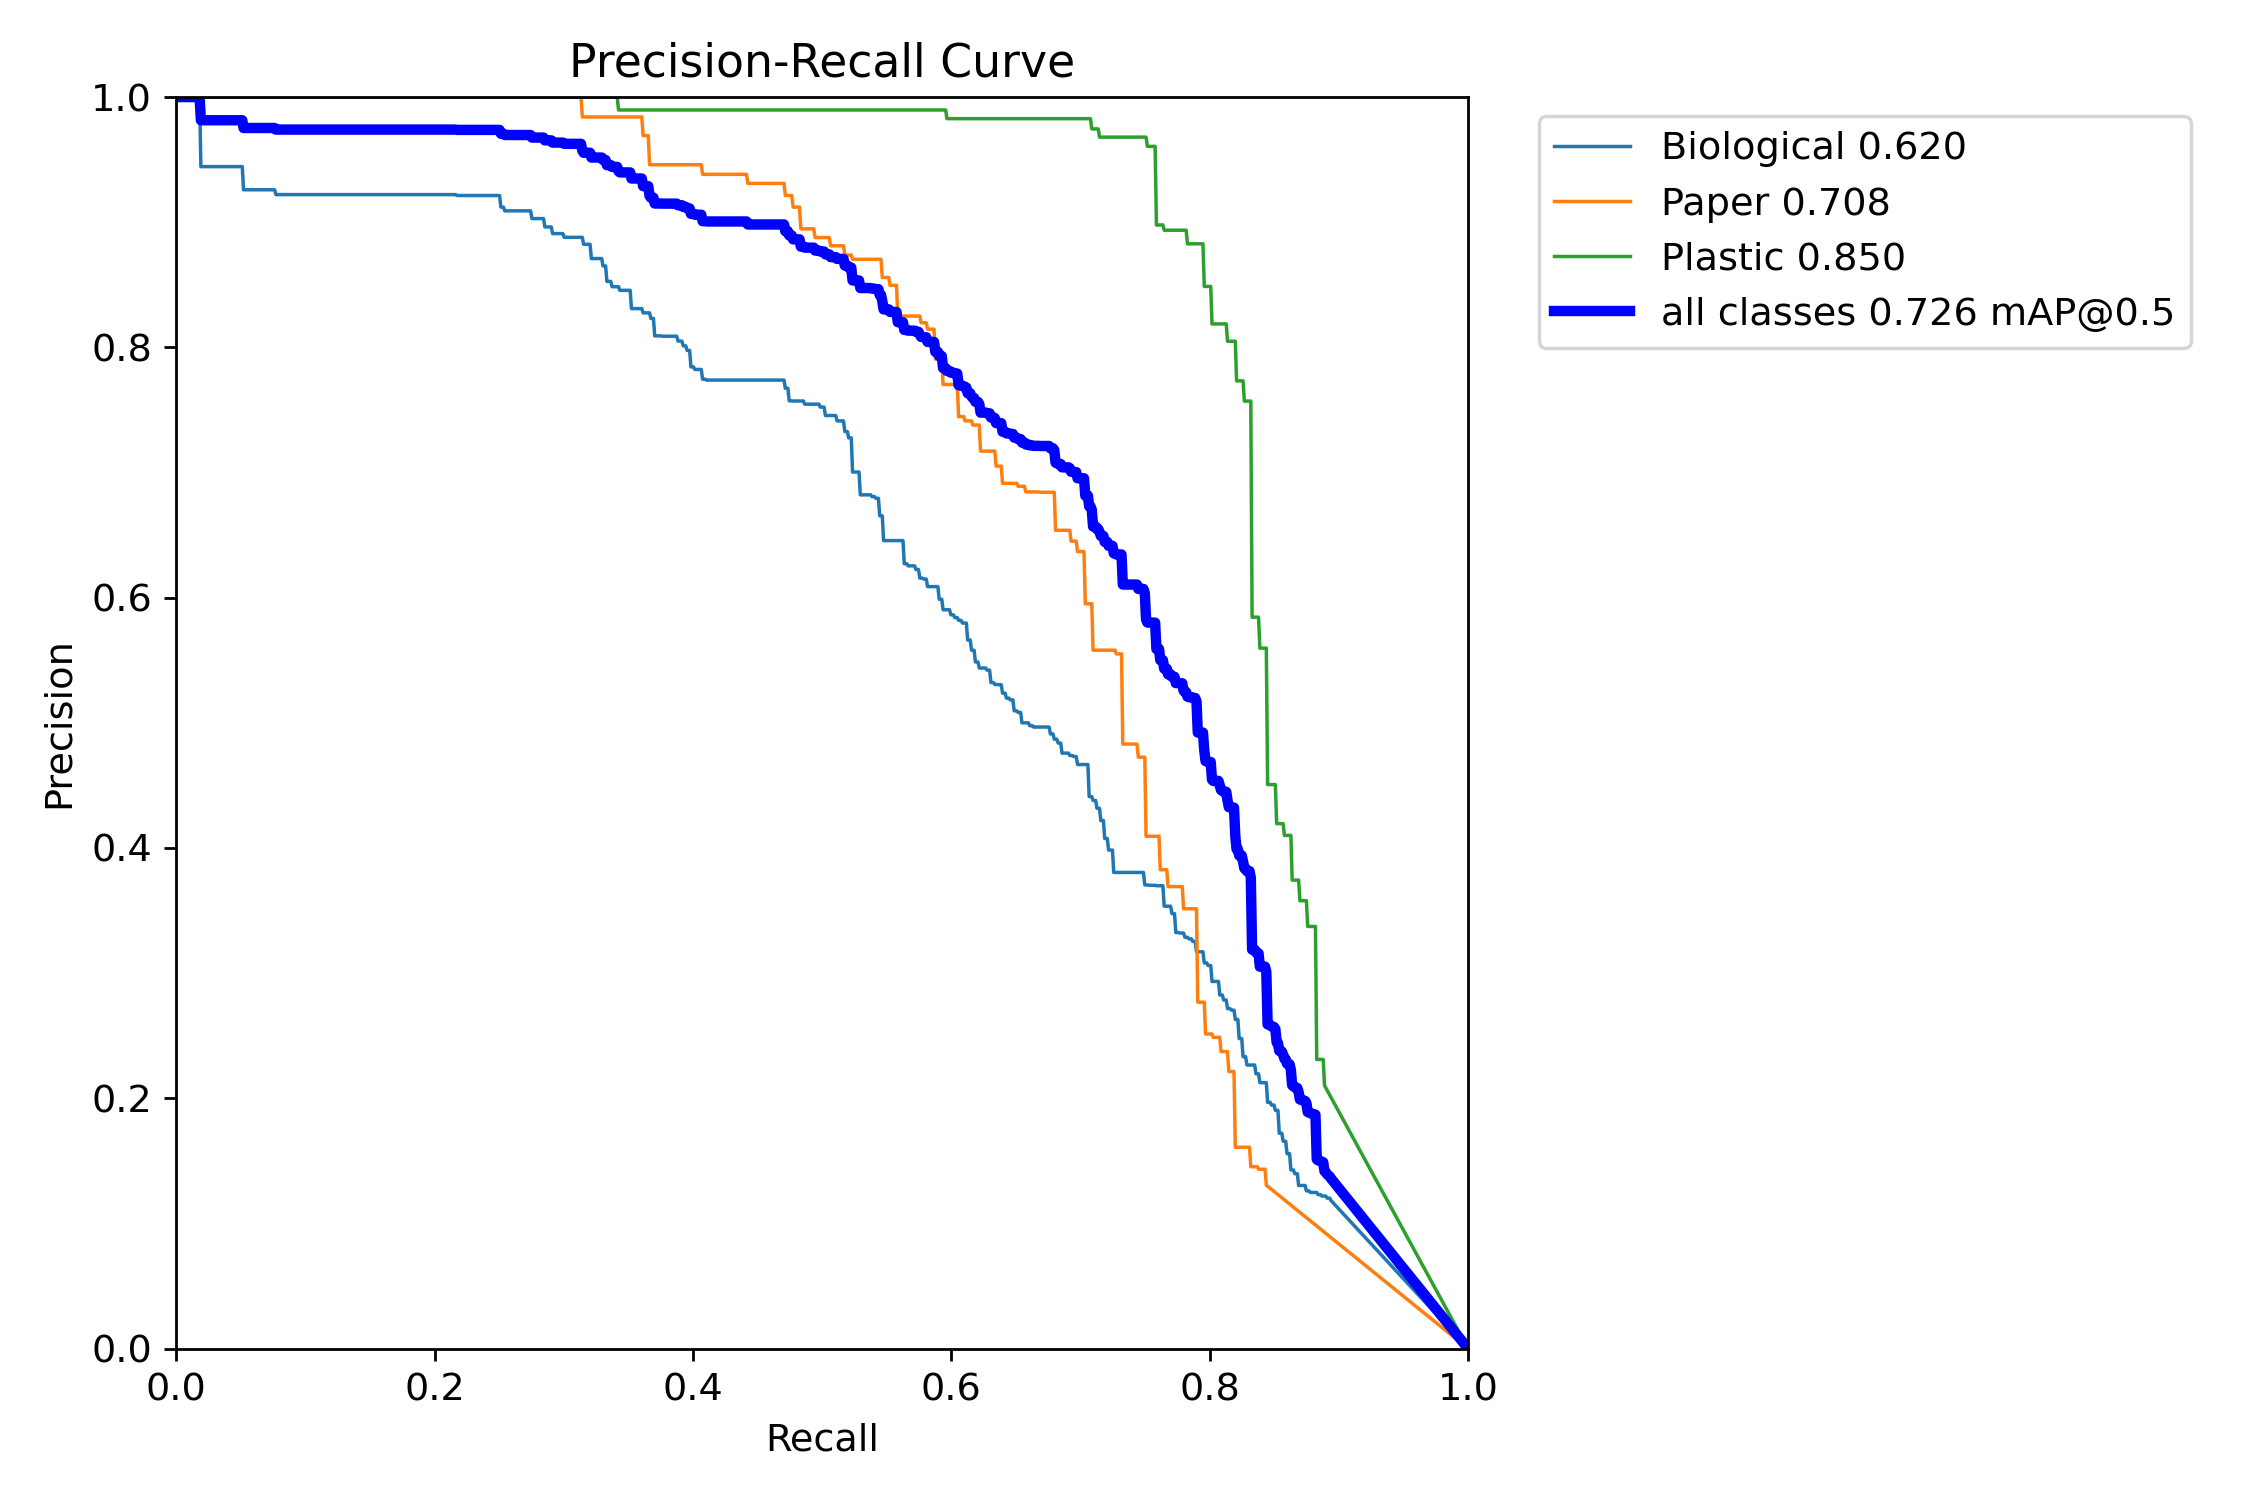 Precision-Recall Curve
Biological 0.620
Paper 0.708
Plastic 0.850
all classes 0.726 mAP@0.5
Precision
1.0
0.8
0.6
0.4
0.2
0.0
0.0 0.2 0.4 0.6 0.8 1.0
Recall